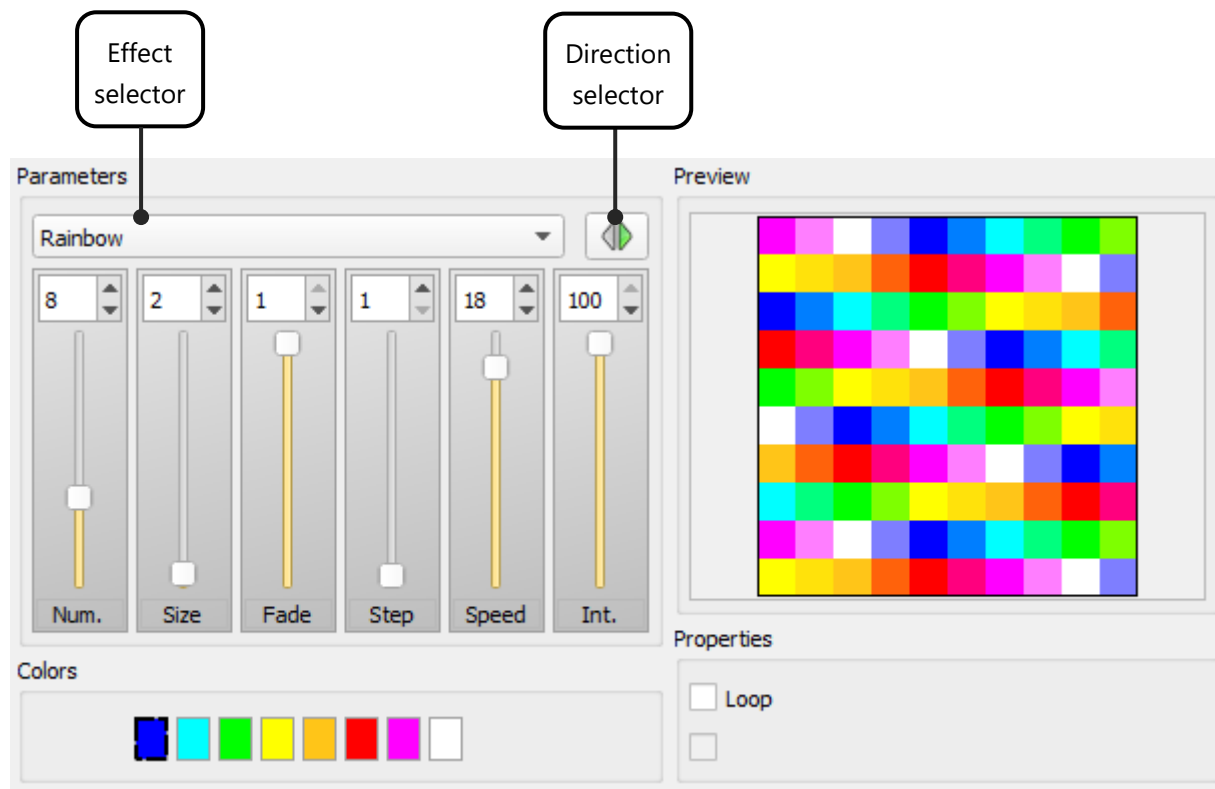 Effect
selector
Direction
selector
Parameters
Preview
Rainbow
8 2 1 1 18 100
Num. Size Fade Step Speed Int.
Properties
Colors
Loop